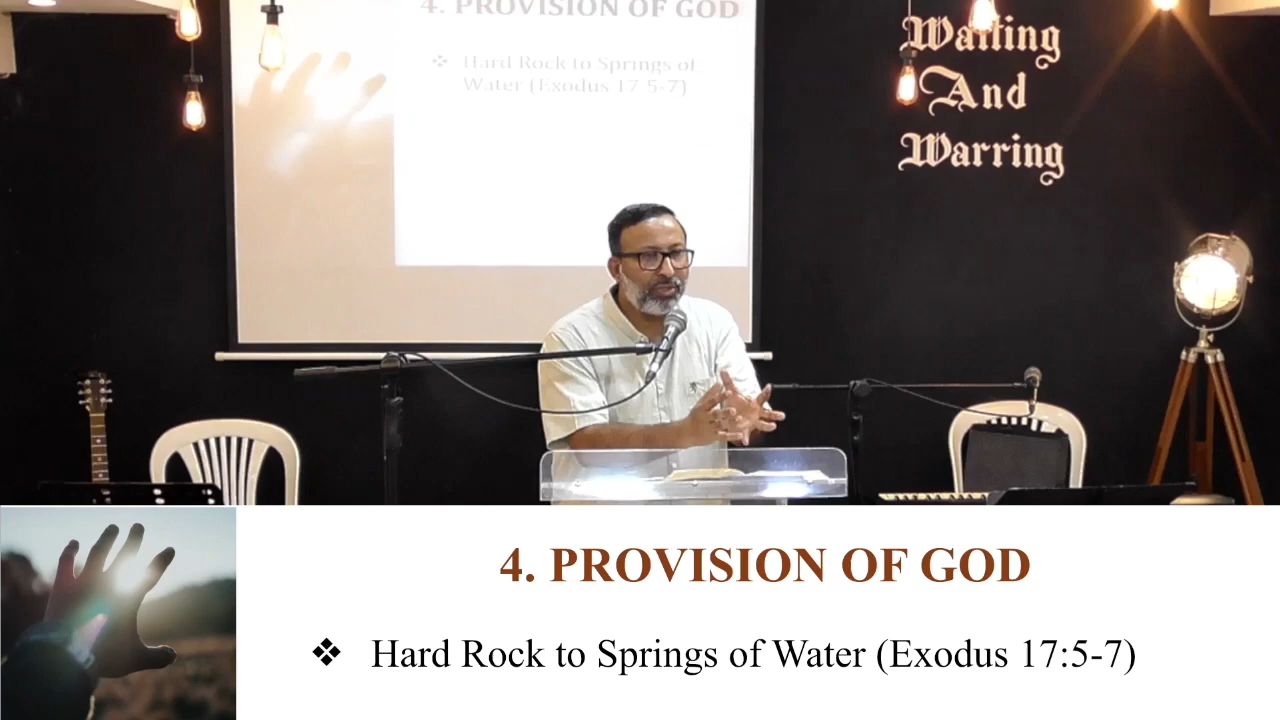 4. PROVISION OF GOD
❖ Hard Rock to Springs of
Water (Exodus 17:5-7)
Waiting
And
Warring
4. PROVISION OF GOD
❖ Hard Rock to Springs of Water (Exodus 17:5-7)